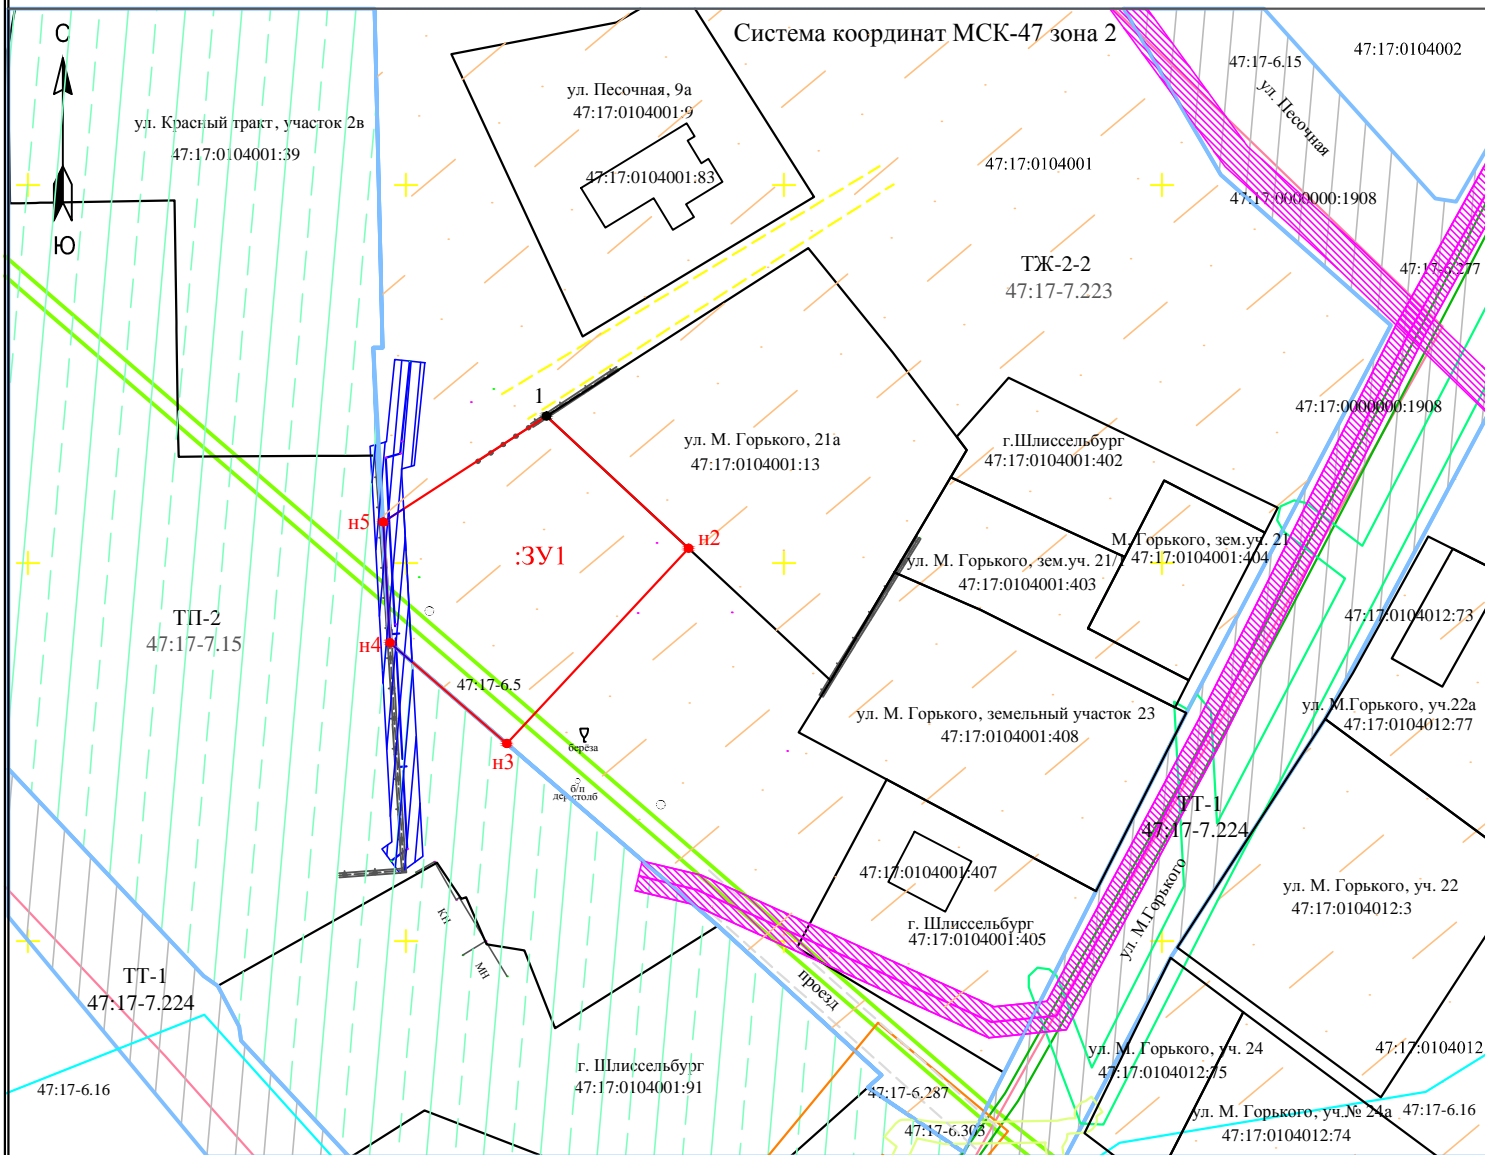 Система координат МСК-47 зона 2
С
Ю
ул. Красный тракт, участок 2в
47:17:0104001:39
ул. Песочная, 9а
47:17:0104001:9
47:17:0104001:83
47:17:0104001
47:17-6.15
ул. Песочная
47:17:0104002
47:17:0000000:1908
47:17-6.277
ТЖ-2-2
47:17-7.223
47:17:0000000:1908
1
ул. М. Горького, 21а
47:17:0104001:13
г.Шлиссельбург
47:17:0104001:402
н5
н2
:ЗУ1
М. Горького, зем.уч. 21
47:17:0104001:404
ул. М. Горького, зем.уч. 21/1
47:17:0104001:403
ТП-2
47:17-7.15
н4
47:17-6.5
47:17:0104012:73
ул. М.Горького, уч.22а
47:17:0104012:77
ул. М. Горького, земельный участок 23
47:17:0104001:408
н3
берёза
б/п
дер.столб
ТТ-1
47:17-7.224
47:17:0104001:407
г. Шлиссельбург
47:17:0104001:405
ул. М.Горького
ул. М. Горького, уч. 22
47:17:0104012:3
КН
МН
проезд
ТТ-1
47:17-7.224
47:17-6.16
г. Шлиссельбург
47:17:0104001:91
47:17-6.287
47:17-6.303
ул. М. Горького, уч. 24
47:17:0104012:75
47:17:0104012
ул. М. Горького, уч.№ 24а
47:17:0104012:74
47:17-6.16